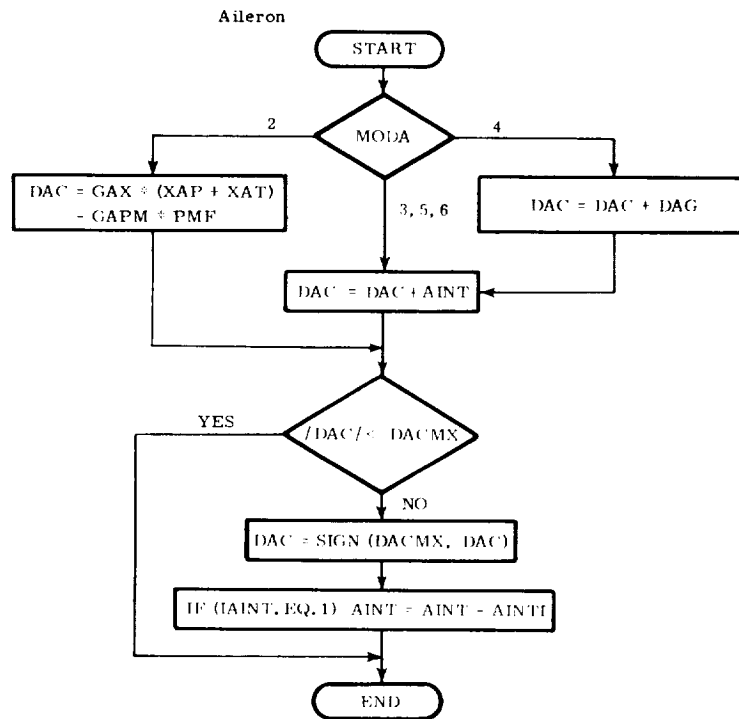 Aileron
START
MODA
2
4
DAC = GAX * (XAP + XAT)
- GAPM * PMF
3, 5, 6
DAC = DAC + DAG
DAC = DAC + AINT
YES
/DAC/< DACMX
NO
DAC = SIGN (DACMX, DAC)
IF (IAINT.EQ.1) AINT = AINT - AINTI
END